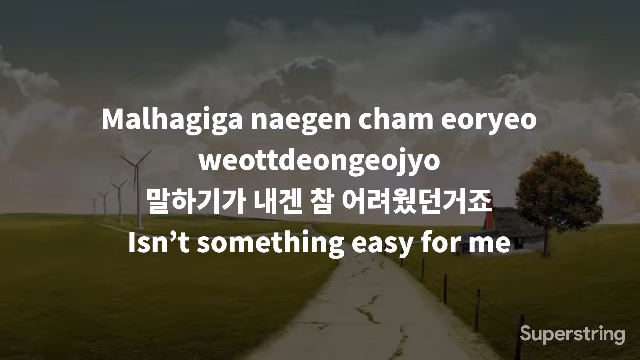 Malhagiga naegen cham eoryeo
weottdeongeojyo
말하기가 내겐 참 어려웠던거죠
Isn’t something easy for me
Superstring